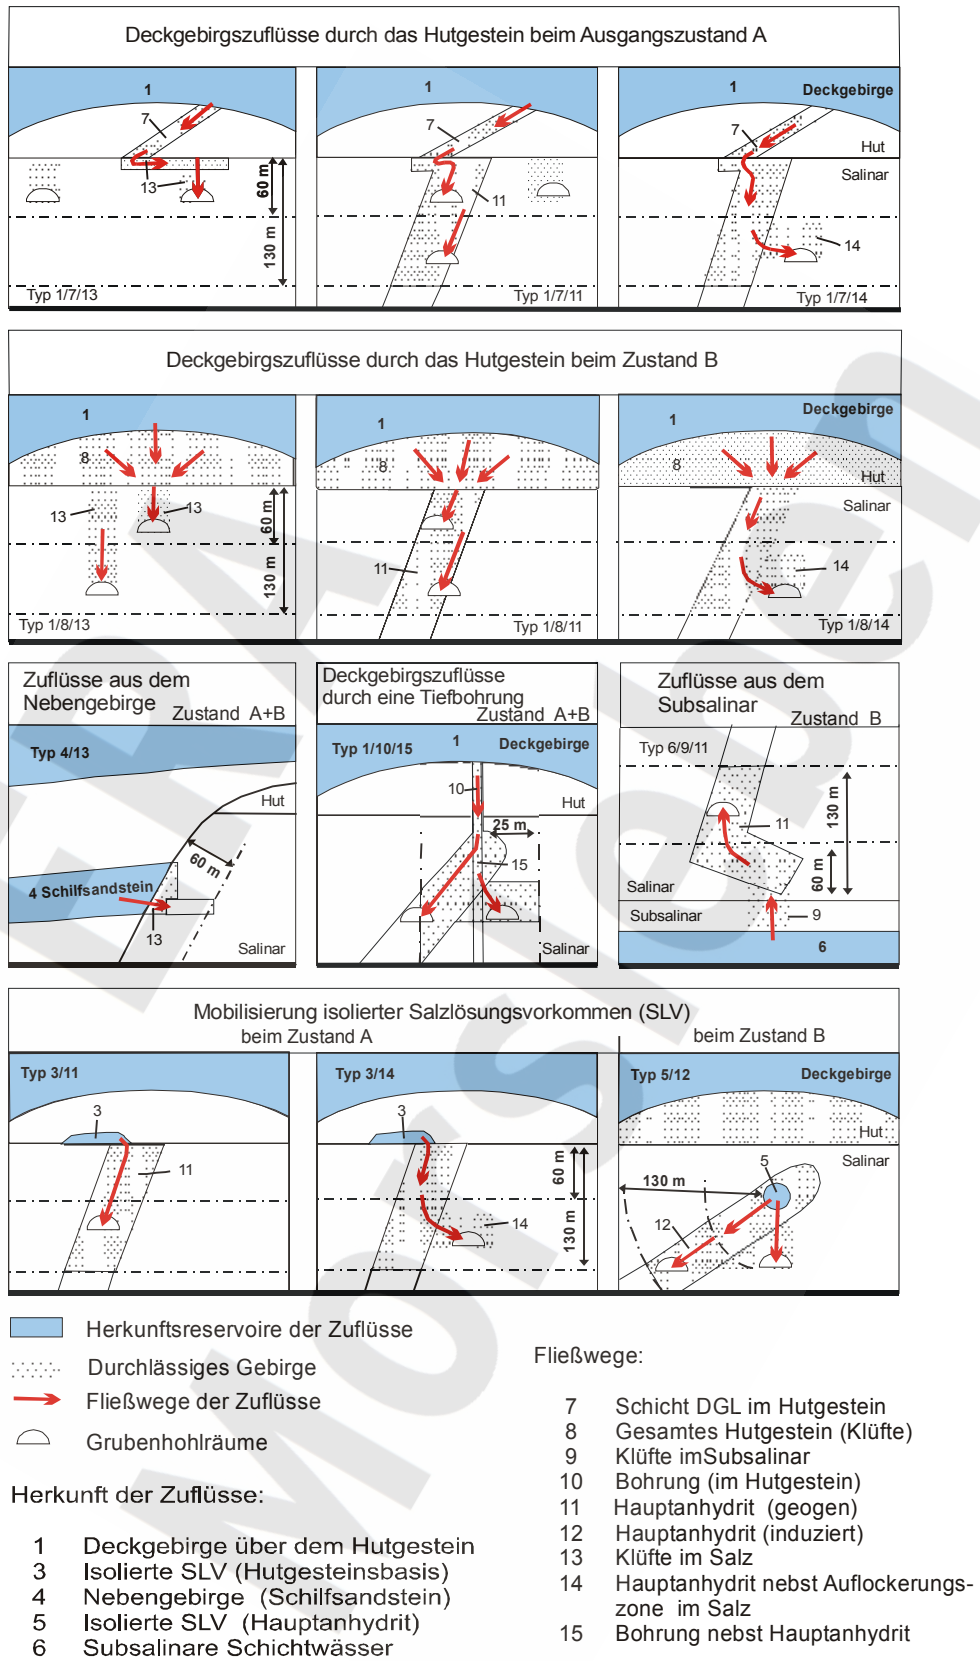 Deckgebirgszuflüsse durch das Hutgestein beim Ausgangszustand A
1
7
13
60 m
130 m
Typ 1/7/13
1
7
11
Typ 1/7/11
1
Deckgebirge
7
Hut
Salinar
14
Typ 1/7/14
Deckgebirgszuflüsse durch das Hutgestein beim Zustand B
1
8
13
13
60 m
130 m
Typ 1/8/13
1
8
11
Typ 1/8/11
Deckgebirge
1
8
Hut
Salinar
14
Typ 1/8/14
Zuflüsse aus dem
Nebengebirge
Zustand A+B
Typ 4/13
Hut
60 m
4 Schilfsandstein
13
Salinar
Deckgebirgszuflüsse
durch eine Tiefbohrung
Zustand A+B
Typ 1/10/15
1
Deckgebirge
10
Hut
25 m
15
Salinar
Zuflüsse aus dem
Subsalinar
Zustand B
Typ 6/9/11
11
130 m
60 m
Salinar
Subsalinar
9
6
Mobilisierung isolierter Salzlösungsvorkommen (SLV)
beim Zustand A
beim Zustand B
Typ 3/11
3
11
Typ 3/14
3
60 m
14
130 m
Typ 5/12
Deckgebirge
Hut
Salinar
5
130 m
12
Herkunftsreservoire der Zuflüsse
Durchlässiges Gebirge
Fließwege der Zuflüsse
Grubenhohlräume
Herkunft der Zuflüsse:
1 Deckgebirge über dem Hutgestein
3 Isolierte SLV (Hutgesteinsbasis)
4 Nebengebirge (Schilfsandstein)
5 Isolierte SLV (Hauptanhydrit)
6 Subsalinare Schichtwässer
Fließwege:
7 Schicht DGL im Hutgestein
8 Gesamtes Hutgestein (Klüfte)
9 Klüfte imSubsalinar
10 Bohrung (im Hutgestein)
11 Hauptanhydrit (geogen)
12 Hauptanhydrit (induziert)
13 Klüfte im Salz
14 Hauptanhydrit nebst Auflockerungs-
zone im Salz
15 Bohrung nebst Hauptanhydrit
ERA Morsleben